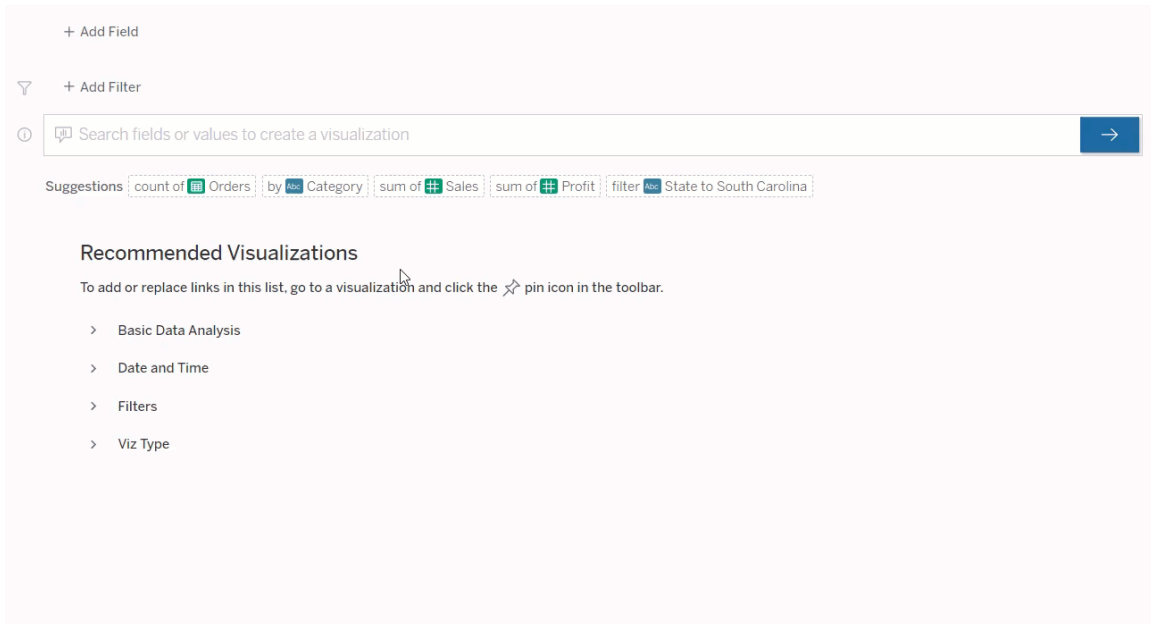 + Add Field
+ Add Filter
Search fields or values to create a visualization
Suggestions count of Orders by Abc Category sum of Sales sum of Profit filter Abc State to South Carolina
Recommended Visualizations
To add or replace links in this list, go to a visualization and click the pin icon in the toolbar.
Basic Data Analysis
Date and Time
Filters
Viz Type